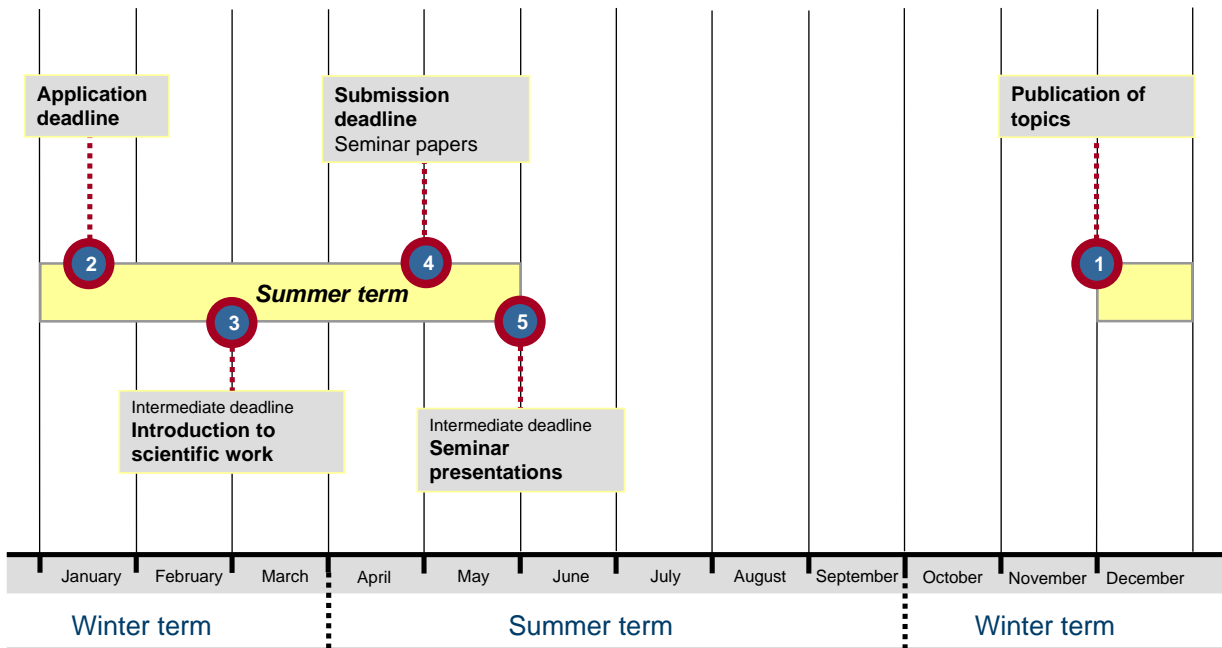 Application
deadline
Submission
deadline
Seminar papers
Publication of
topics
2
4
1
Summer term
3
5
Intermediate deadline
Introduction to
scientific work
Intermediate deadline
Seminar
presentations
January February March April May June July August September October November December
Winter term Summer term Winter term